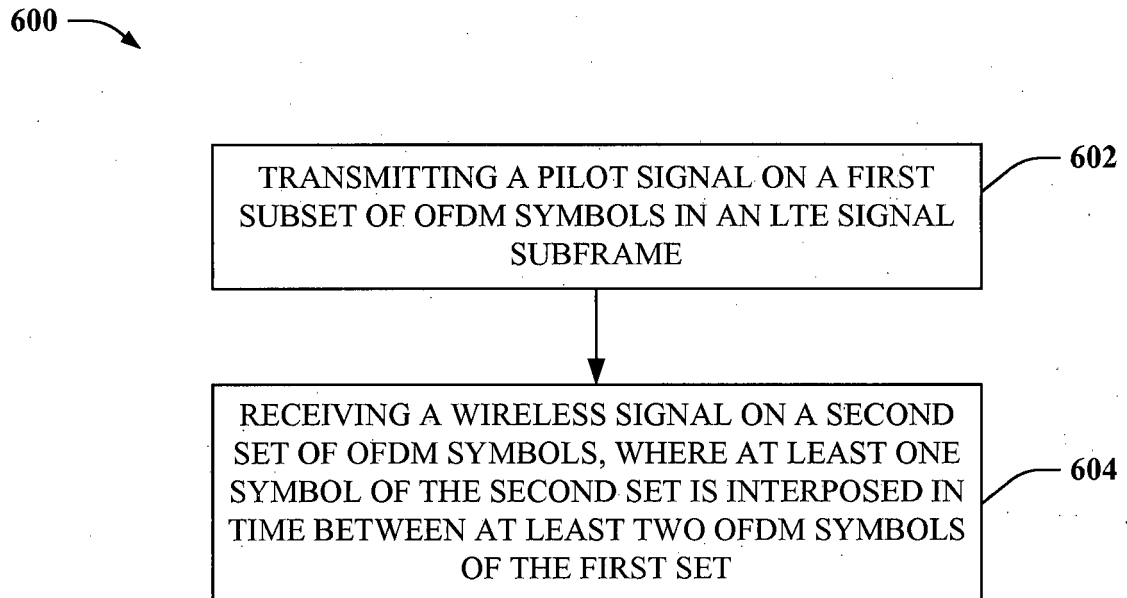 600
TRANSMITTING A PILOT SIGNAL ON A FIRST
SUBSET OF OFDM SYMBOLS IN AN LTE SIGNAL
SUBFRAME
602
RECEIVING A WIRELESS SIGNAL ON A SECOND
SET OF OFDM SYMBOLS, WHERE AT LEAST ONE
SYMBOL OF THE SECOND SET IS INTERPOSED IN
TIME BETWEEN AT LEAST TWO OFDM SYMBOLS
OF THE FIRST SET
604